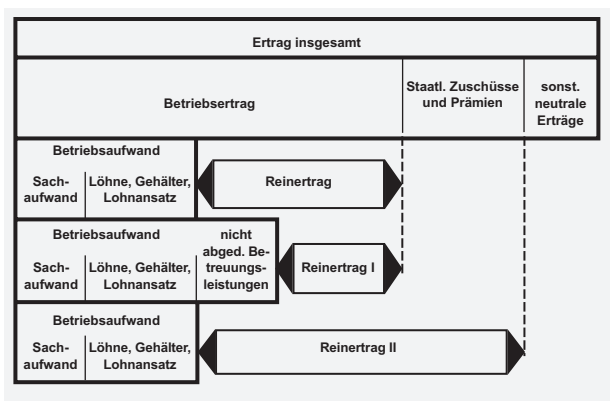 Ertrag insgesamt
Betriebsertrag
Staatl. Zuschüsse
und Prämien
sonst.
neutrale
Erträge
Betriebsaufwand
Sach-
aufwand
Löhne, Gehälter,
Lohnansatz
Reinertrag
Betriebsaufwand
Sach-
aufwand
Löhne, Gehälter,
Lohnansatz
nicht
abged. Be-
treuungs-
leistungen
Reinertrag I
Betriebsaufwand
Sach-
aufwand
Löhne, Gehälter,
Lohnansatz
Reinertrag II